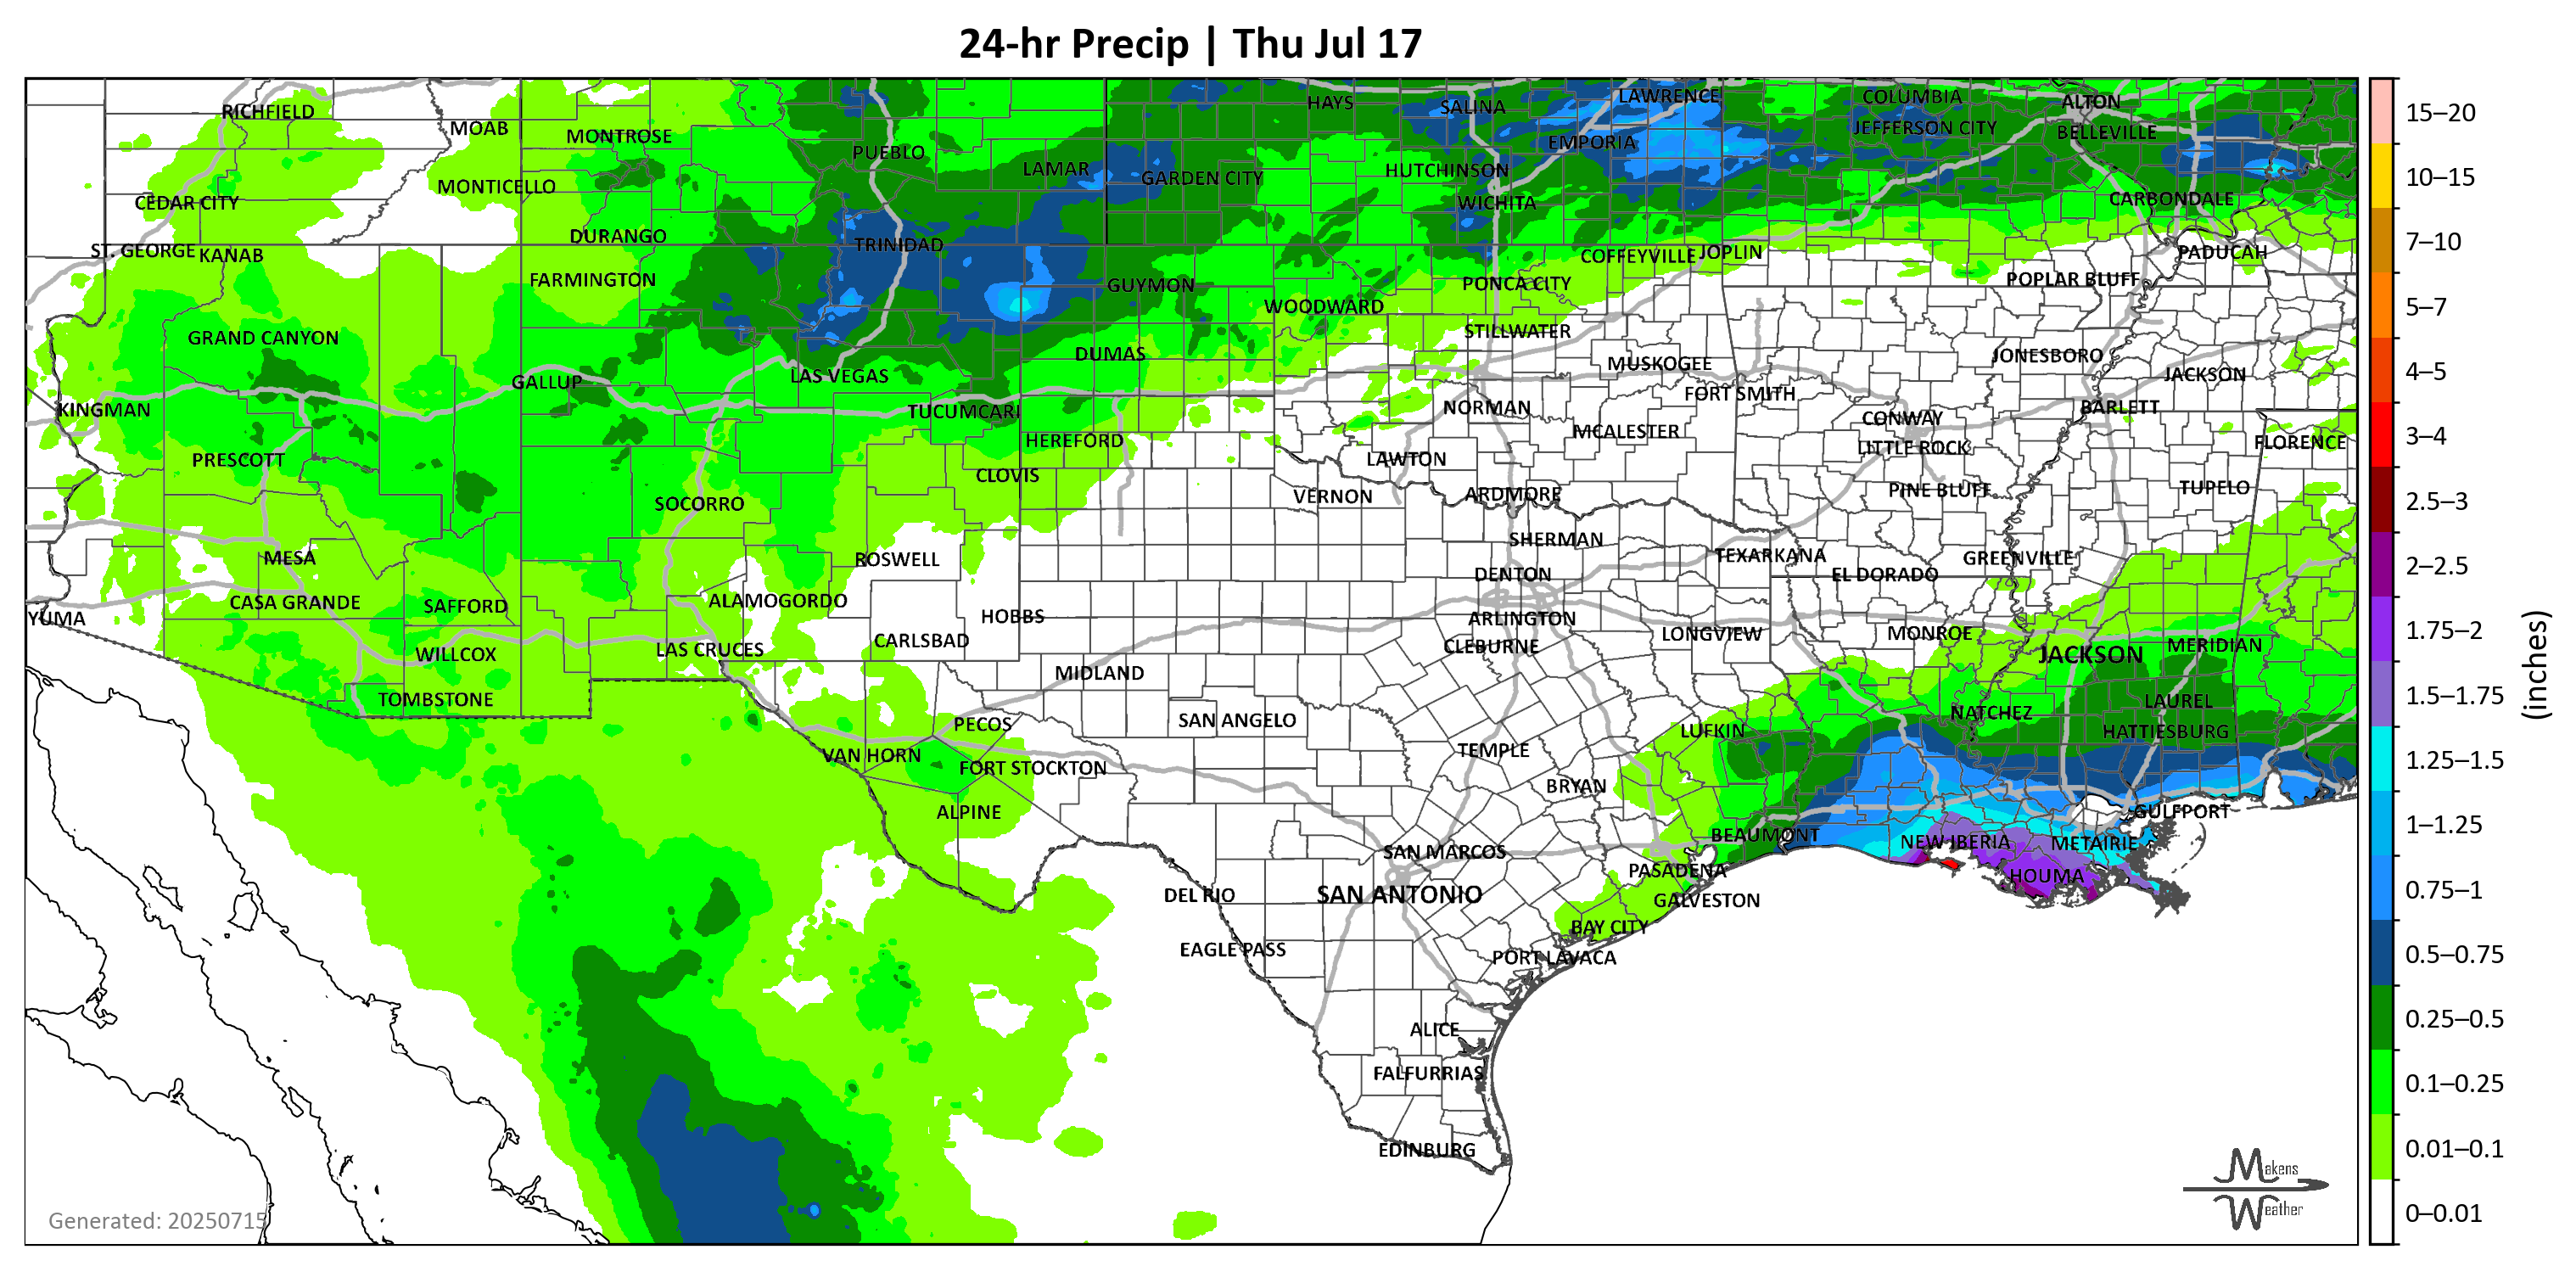 24-hr Precip | Thu Jul 17
RICHFIELD
MOAB
MONTROSE
PUEBLO
LAMAR
GARDEN CITY
HAYS
SALINA
LAWRENCE
EMPORIA
HUTCHINSON
WICHITA
COLUMBIA
JEFFERSON CITY
ALTON
BELLEVILLE
CARBONDALE
MONTICELLO
CEDAR CITY
ST. GEORGE
KANAB
DURANGO
TRINIDAD
FARMINGTON
GUYMON
WOODWARD
PONCA CITY
COFFEYVILLE
JOPLIN
POPLAR BLUFF
PADUCAH
GRAND CANYON
STILLWATER
DUMAS
MUSKOGEE
JONESBORO
JACKSON
GALLUP
LAS VEGAS
FORT SMITH
KINGMAN
TUCUMCARI
NORMAN
CONWAY
BARLETT
HEREFORD
MCALESTER
LITTLE ROCK
FLORENCE
PRESCOTT
CLOVIS
LAWTON
SOCORRO
VERNON
ARDMORE
PINE BLUFF
TUPELO
MESA
ROSWELL
SHERMAN
TEXARKANA
GREENVILLE
DENTON
EL DORADO
CASA GRANDE
SAFFORD
ALAMOGORDO
HOBBS
ARLINGTON
YUMA
LAS CRUCES
CARLSBAD
CLEBURNE
LONGVIEW
MONROE
JACKSON
MERIDIAN
WILLCOX
MIDLAND
TOMBSTONE
PECOS
SAN ANGELO
NATCHEZ
LAUREL
VAN HORN
FORT STOCKTON
TEMPLE
LUFKIN
HATTIESBURG
BRYAN
ALPINE
GULFPORT
BEAUMONT
NEW IBERIA
METAIRIE
SAN MARCOS
PASADENA
HOUMA
DEL RIO
SAN ANTONIO
GALVESTON
BAY CITY
EAGLE PASS
PORT LAVACA
ALICE
FALFURRIAS
EDINBURG
Generated: 20250715
Makens
Weather
15–20
10–15
7–10
5–7
4–5
3–4
2.5–3
2–2.5
1.75–2
1.5–1.75
1.25–1.5
1–1.25
0.75–1
0.5–0.75
0.25–0.5
0.1–0.25
0.01–0.1
0–0.01
(inches)